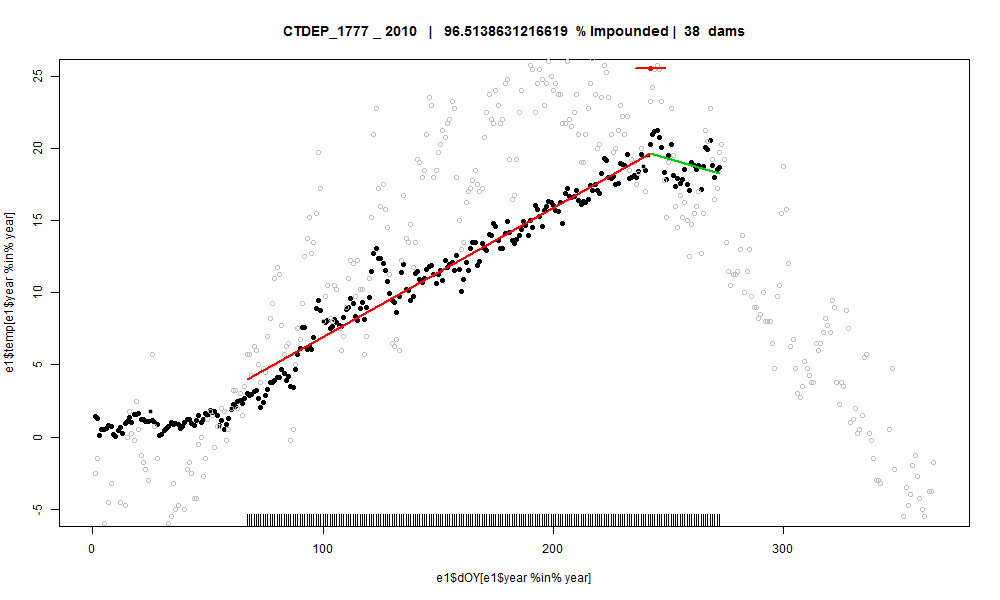 CTDEP_1777 _ 2010 | 96.5138631216619 % Impounded | 38 dams
25
20
15
10
5
0
-5
e1$temp[e1$year %in% year]
0 100 200 300
e1$dOY[e1$year %in% year]